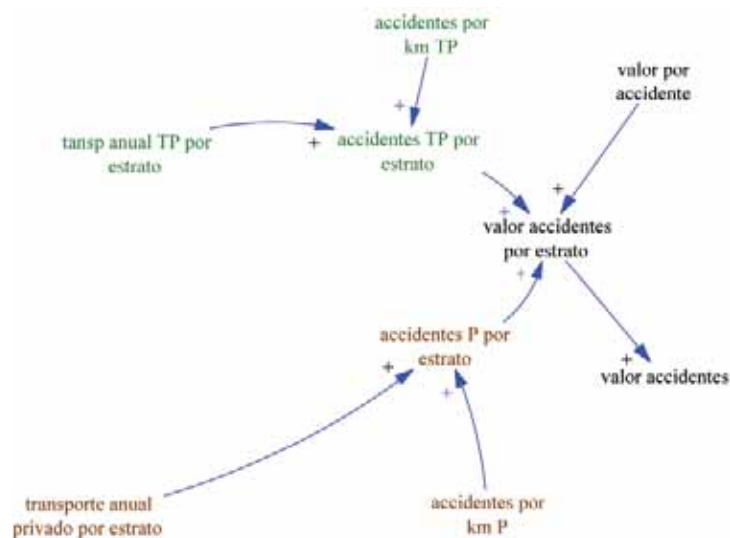 accidentes por
km TP
valor por
accidente
+
tansp anual TP por
estrato
+
accidentes TP por
estrato
+
+
valor accidentes
por estrato
+
accidentes P por
estrato
+
valor accidentes
+
+
transporte anual
privado por estrato
accidentes por
km P